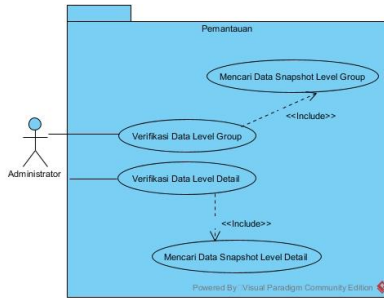 Pemantauan
Mencari Data Snapshot Level Group
<<Include>>
Verifikasi Data Level Group
Administrator
Verifikasi Data Level Detail
<<Include>>
Mencari Data Snapshot Level Detail
Powered By Visual Paradigm Community Edition